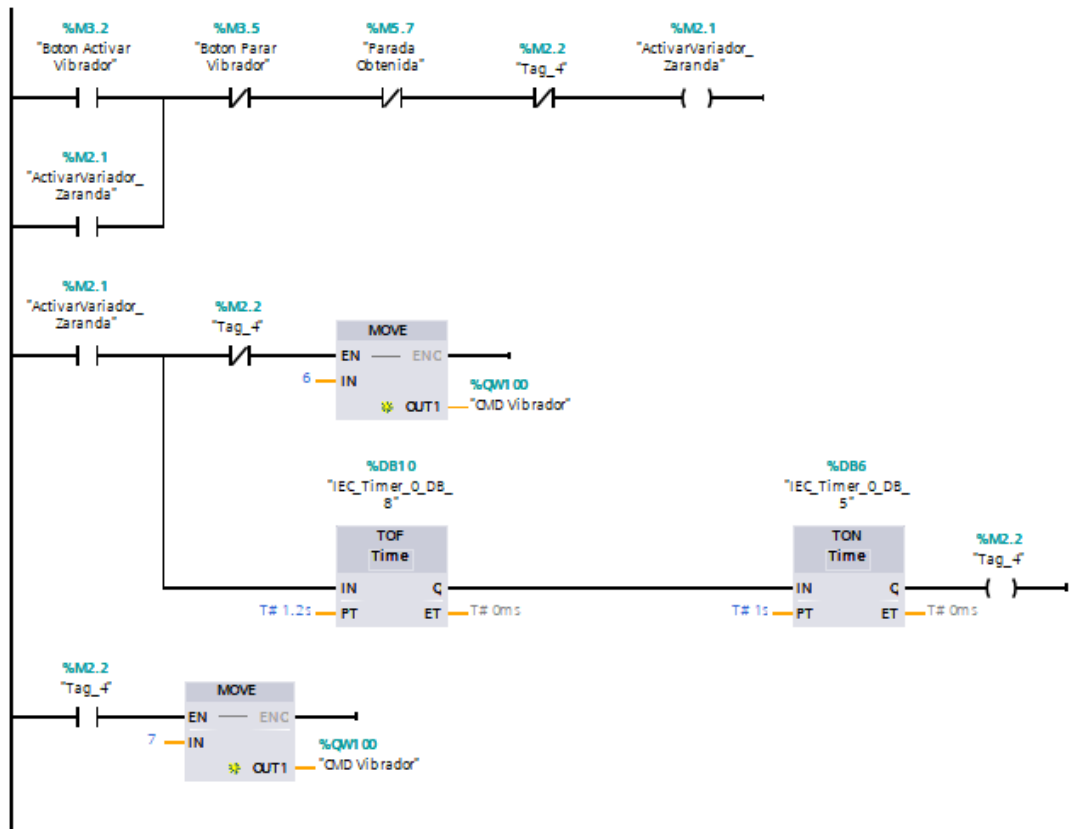 %M3.2 %M3.5 %M5.7 %M2.1
"Boton Activar "Boton Parar "Parada %M2.2 "ActivarVariador_
Vibrador" Vibrador" Obtenida" "Tag_4" Zaranda"
%M2.1
"ActivarVariador_
Zaranda"
%M2.1
"ActivarVariador_ %M2.2
Zaranda" "Tag_4"
MOVE
EN ENO
6 IN %QW100
OUT1 "CMD Vibrador"
%DB10 %DB6
"IEC_Timer_0_DB_ "IEC_Timer_0_DB_
8" 5"
TOF TON %M2.2
Time Time "Tag_4"
IN Q IN Q
T# 1.2s PT ET T# 0ms T# 1s PT ET T# 0ms
%M2.2
"Tag_4" MOVE
EN ENO
7 IN %QW100
OUT1 "CMD Vibrador"